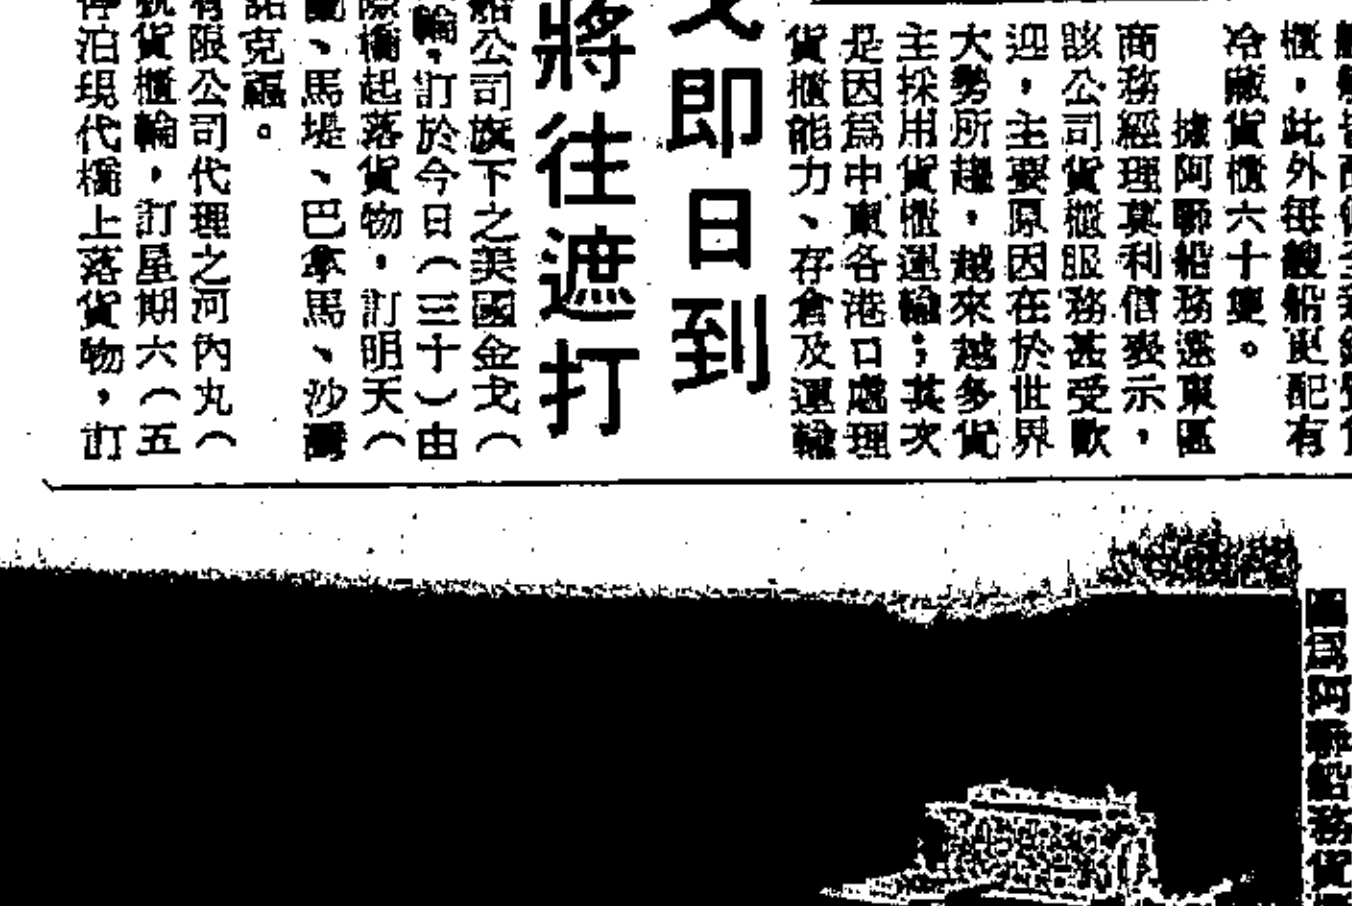 櫃，此外每艘船更配有
冷藏貨櫃六十隻。
據阿聯船務遠東區
商務經理莫利信表示，
該公司貨櫃服務甚受歡
迎，主要原因在於世界
大勢所趨，越來越多貨
主採用貨櫃運輸；其次
是因爲中東各港口處理
貨櫃能力、存倉及運輸
即日到
將往遮打
船公司旗下之美國金戈（
輪，訂於今日（三十）由
際橋起落貨物，訂明天（
、馬堤、巴拿馬、沙灣
諾克福。
有限公司代理之河內丸（
號貨櫃輪，訂星期六（五
停泊現代橋上落貨物，訂
圖爲阿聯船務貨